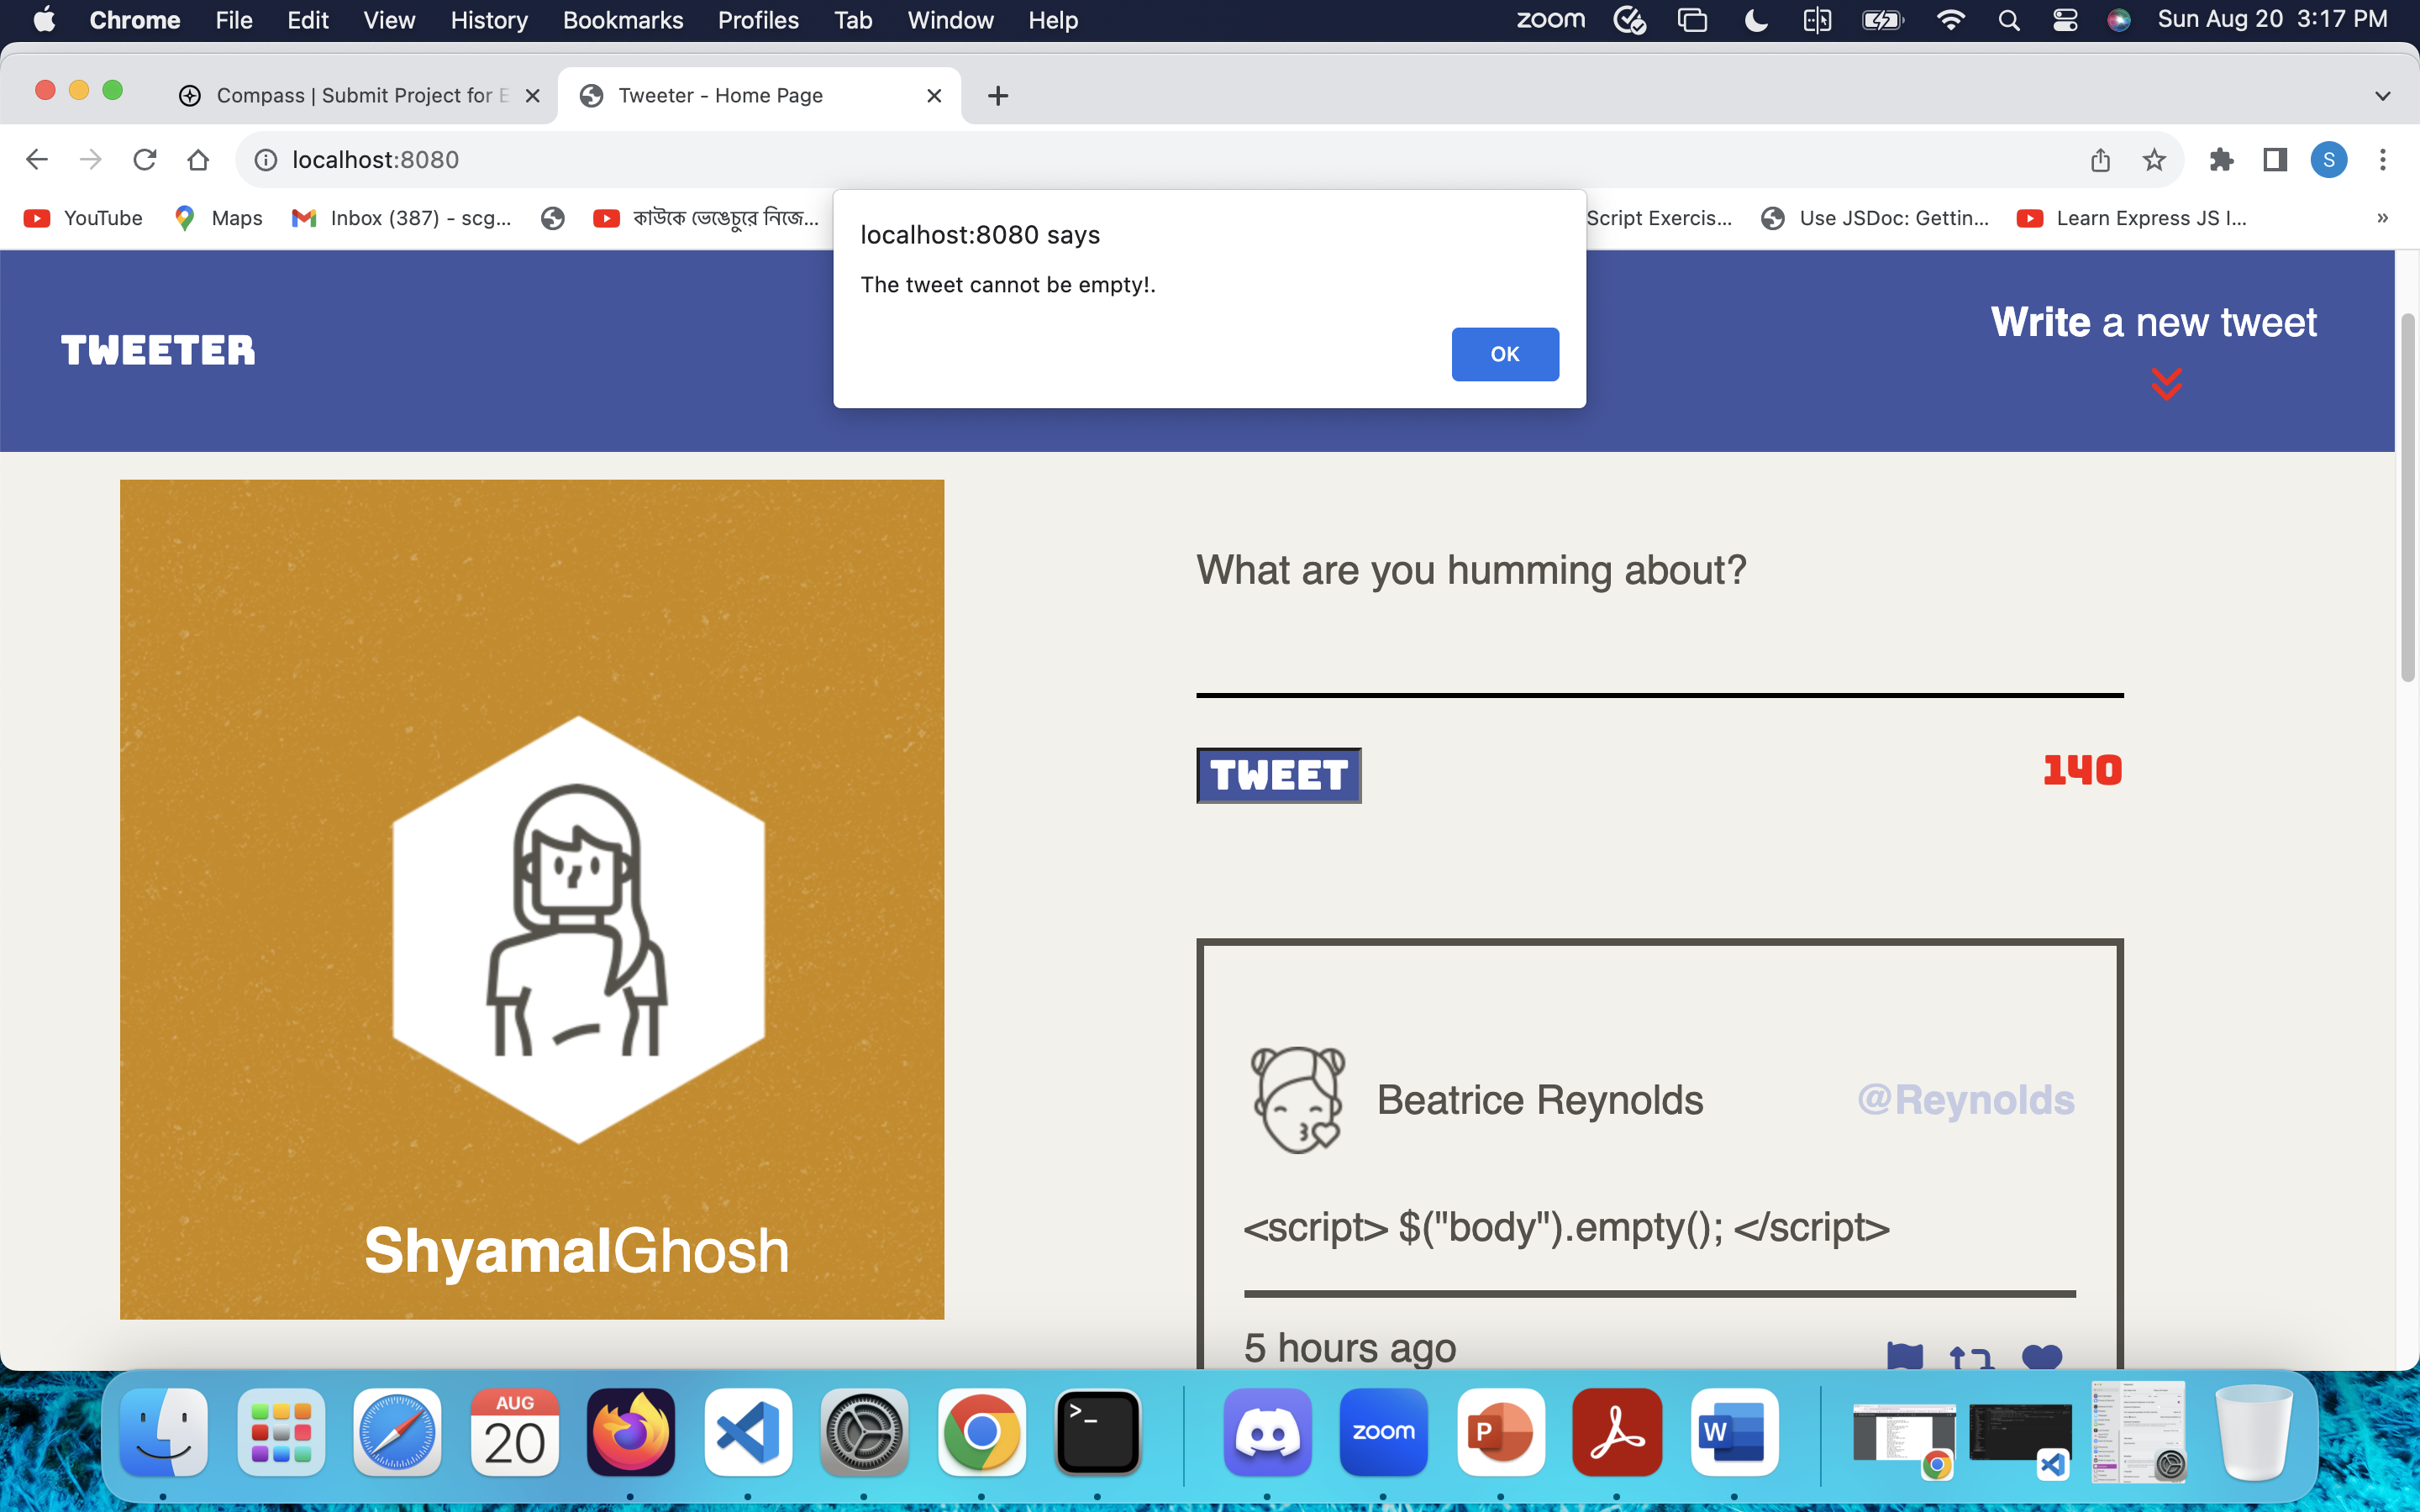 Chrome File Edit View History Bookmarks Profiles Tab Window Help zoom Sun Aug 20 3:17 PM
Compass | Submit Project for E Tweeter - Home Page
localhost:8080 S
YouTube Maps Inbox (387) - scg... কাউকে ভেঙেচুরে নিজে... Script Exercis... Use JSDoc: Gettin... Learn Express JS I... »
localhost:8080 says
The tweet cannot be empty!.
OK
TWEETER
Write a new tweet
What are you humming about?
TWEET 140
ShyamalGhosh
Beatrice Reynolds @Reynolds
<script> $("body").empty(); </script>
5 hours ago
AUG
20
>_
zoom
P
W